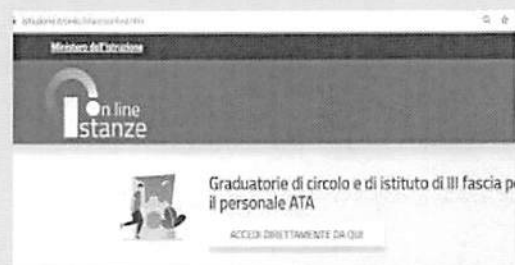 Ministero dell'Istruzione
on line
Istanze
Graduatorie di circolo e di istituto di III fascia pe
il personale ATA
ACCEDI DIRETTAMENTE DA QUI